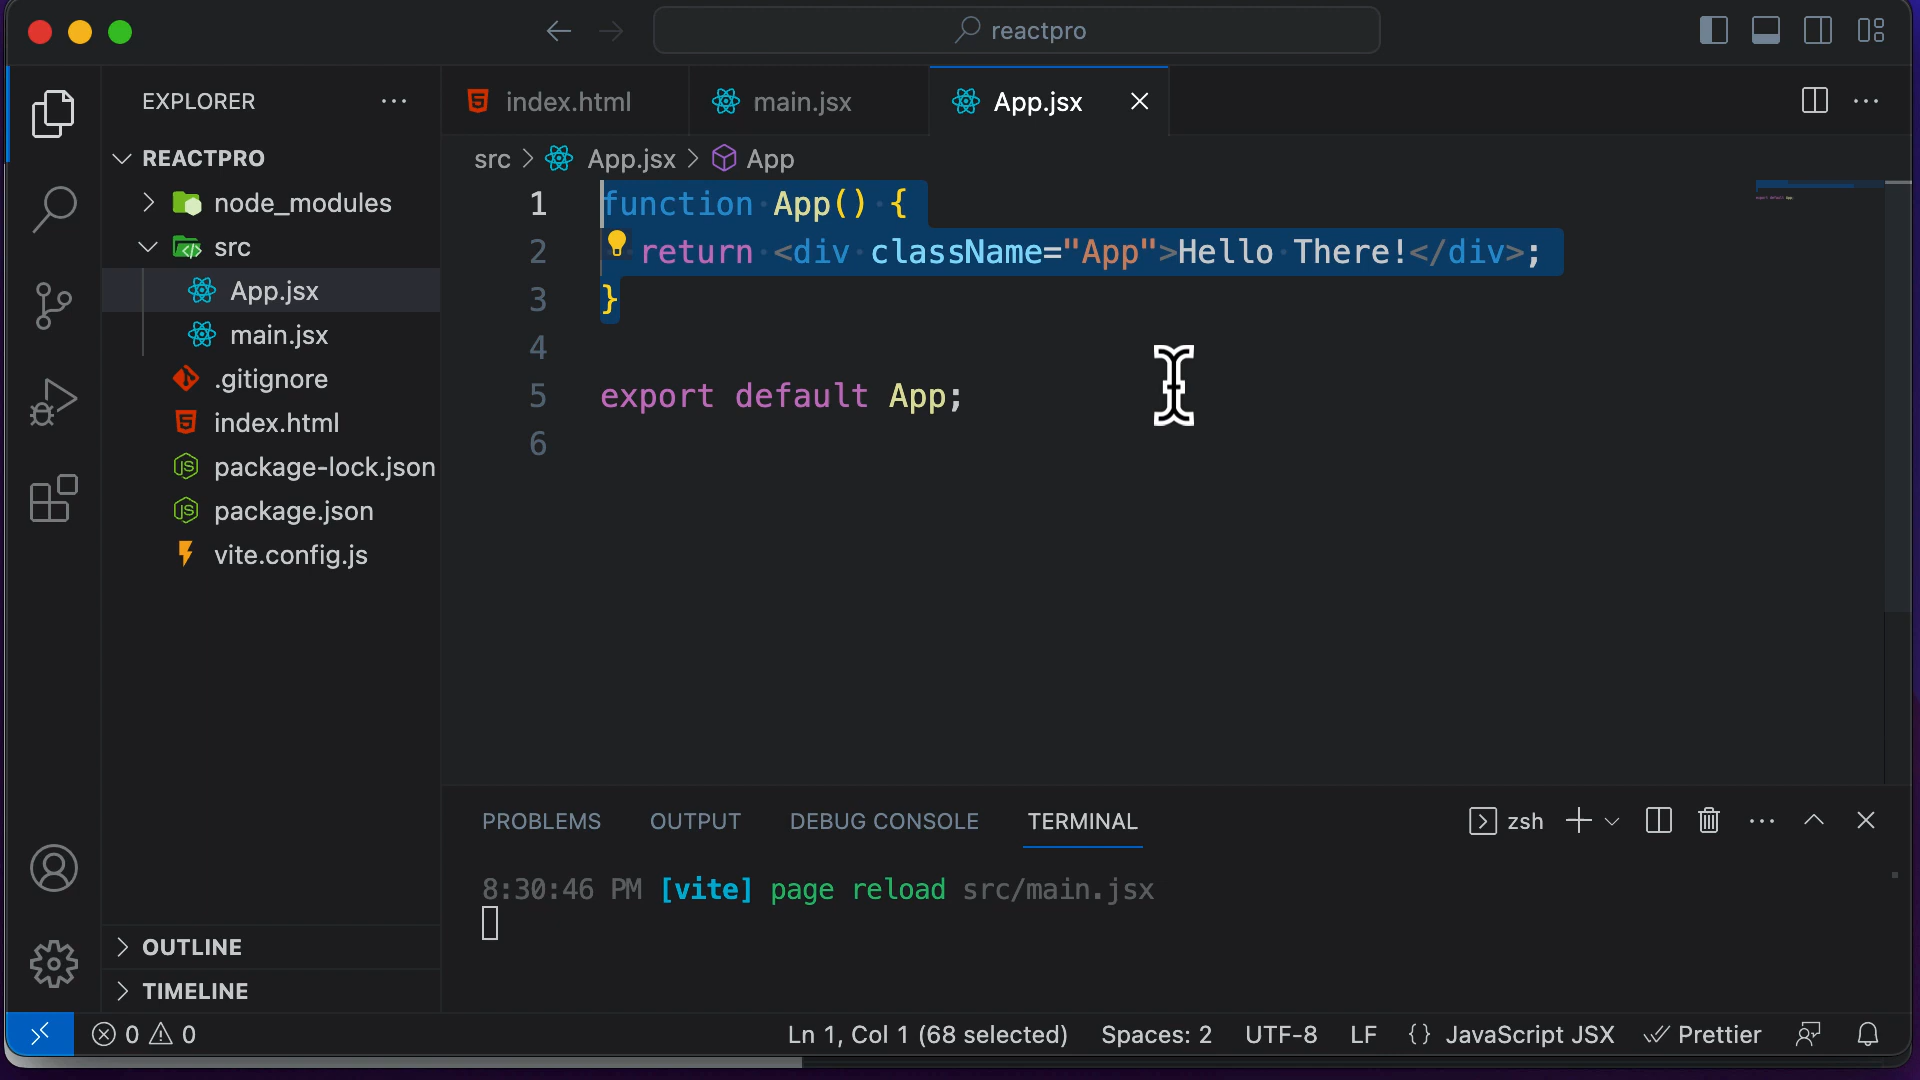 reactpro
EXPLORER
REACTPRO
node_modules
src
App.jsx
main.jsx
.gitignore
index.html
package-lock.json
package.json
vite.config.js
OUTLINE
TIMELINE
index.html
main.jsx
App.jsx
src > App.jsx > App
1 function App() {
2 return <div className="App">Hello There!</div>;
3 }
4
5 export default App;
6
PROBLEMS OUTPUT DEBUG CONSOLE TERMINAL
zsh
8:30:46 PM [vite] page reload src/main.jsx
0 0 Ln 1, Col 1 (68 selected) Spaces: 2 UTF-8 LF {} JavaScript JSX Prettier